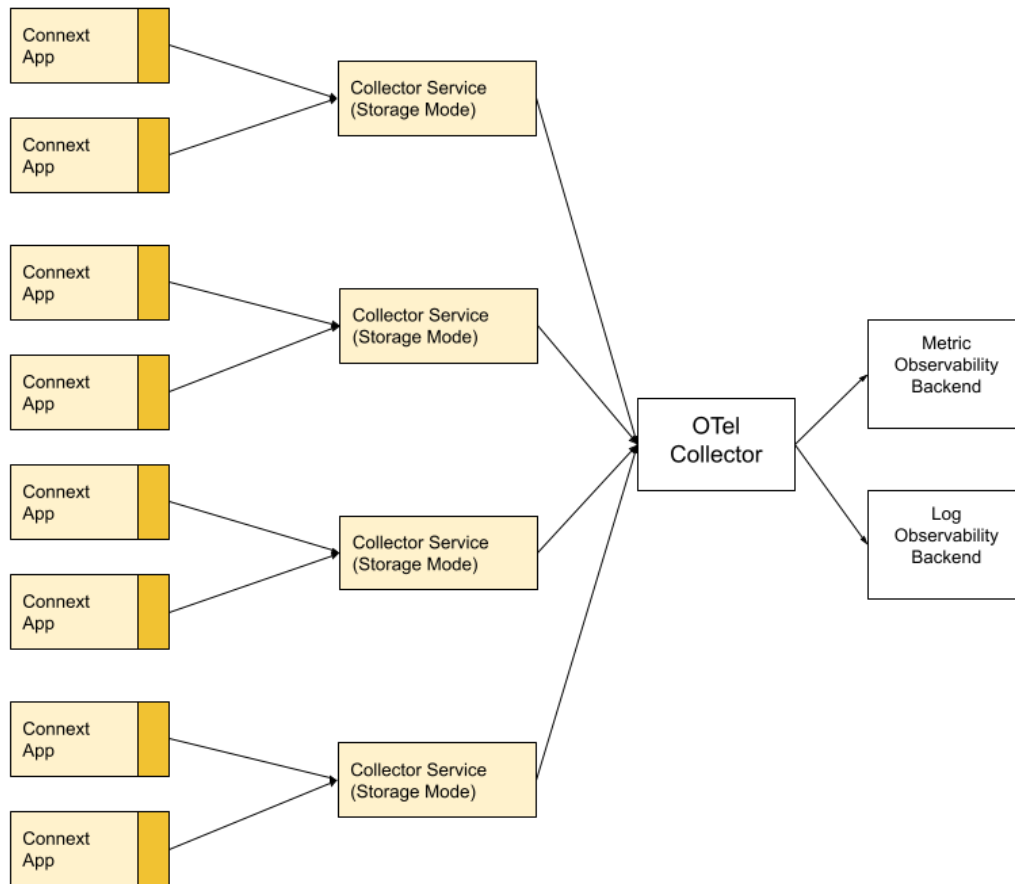 Connext
App
Connext
App
Collector Service
(Storage Mode)
Connext
App
Connext
App
Collector Service
(Storage Mode)
Connext
App
Connext
App
Collector Service
(Storage Mode)
Connext
App
Connext
App
Collector Service
(Storage Mode)
OTel
Collector
Metric
Observability
Backend
Log
Observability
Backend